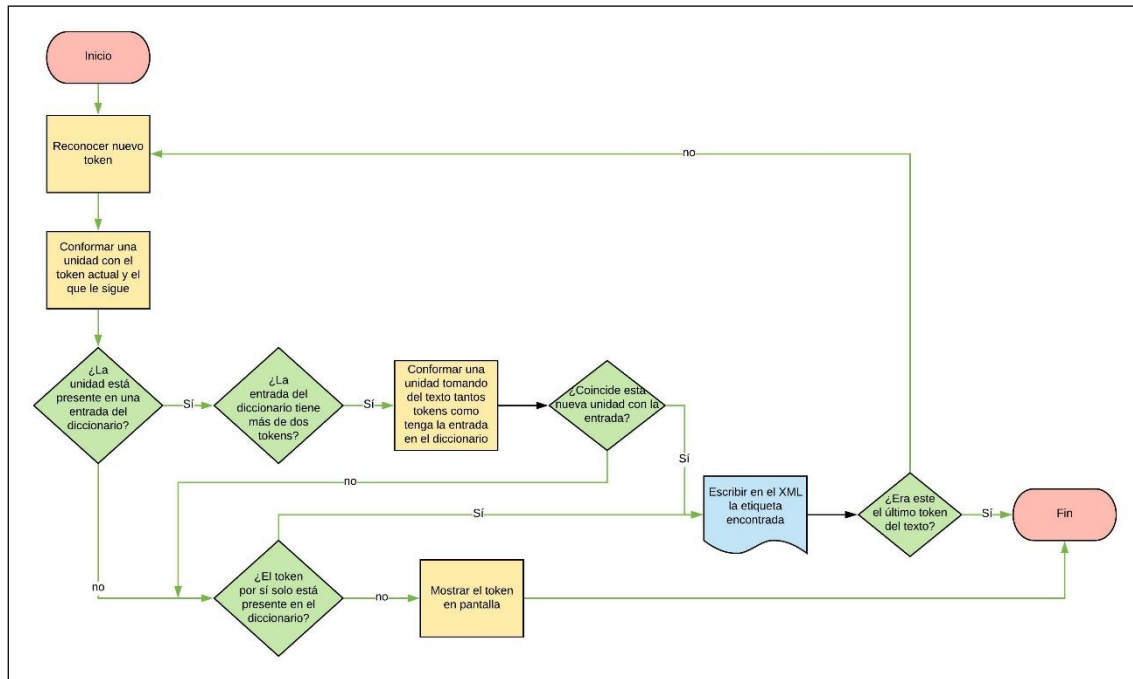 Inicio
Reconocer nuevo
token
no
Conformar una
unidad con el
token actual y el
que le sigue
¿La
unidad está
presente en una
entrada del
diccionario?
Sí
¿La
entrada del
diccionario tiene
más de dos
tokens?
Sí
Conformar una
unidad tomando
del texto tantos
tokens como
tenga la entrada
en el diccionario
¿Coincide esta
nueva unidad con la
entrada?
Sí
no
Sí
Escribir en el XML
la etiqueta
encontrada
¿Era este
el último token
del texto?
Sí
Fin
no
¿El token
por sí solo está
presente en el
diccionario?
no
Mostrar el token
en pantalla